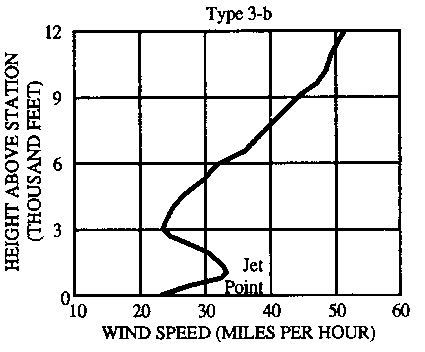 Type 3-b
HEIGHT ABOVE STATION
(THOUSAND FEET)
12
9
6
3
0
Jet
Point
10 20 30 40 50 60
WIND SPEED (MILES PER HOUR)